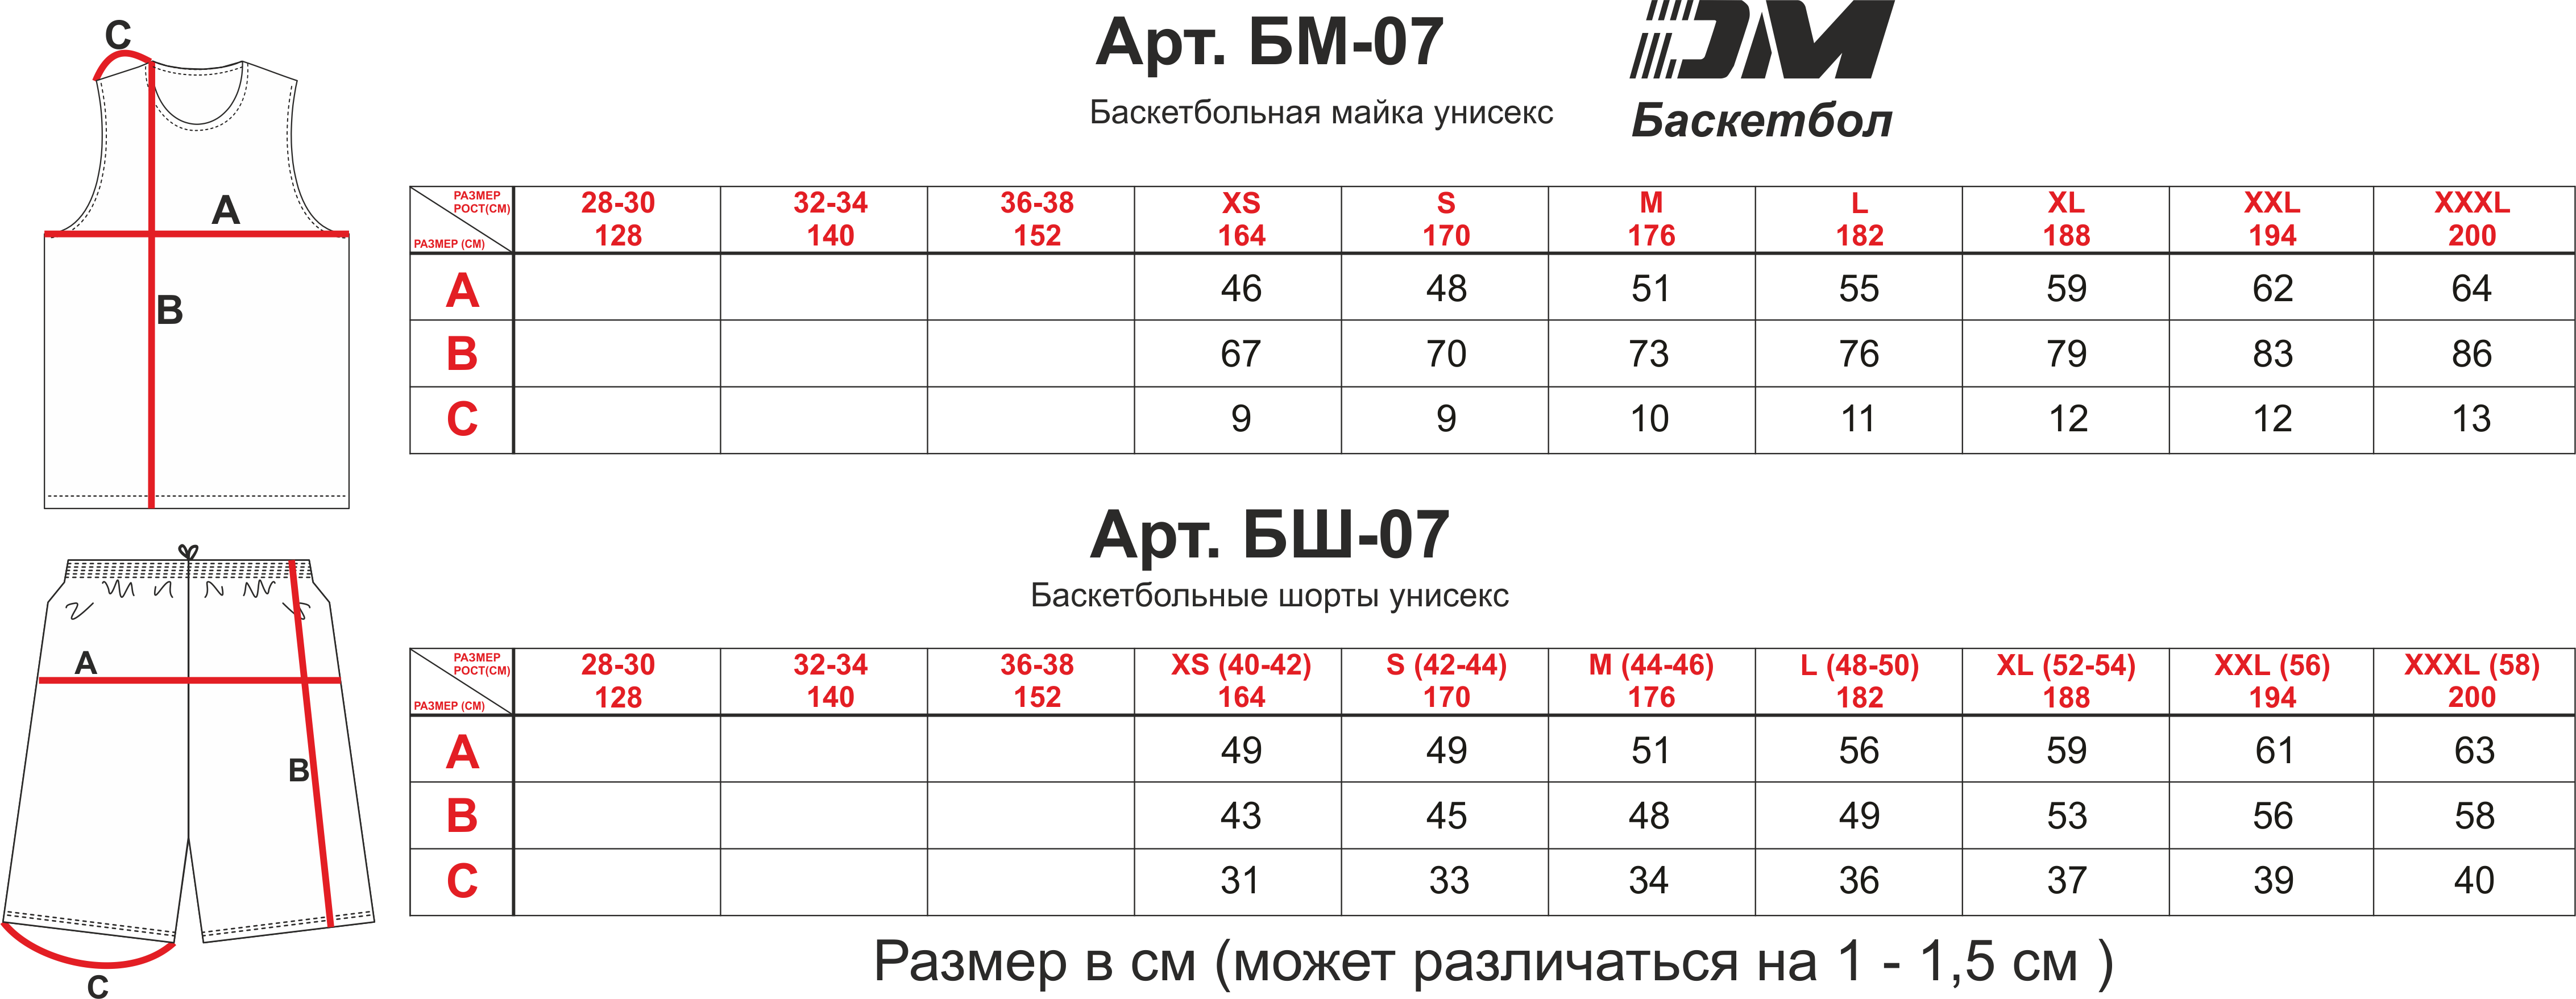 Арт. БМ-07
Баскетбольная майка унисекс
DM
Баскетбол
C
A
B
РАЗМЕР РОСТ(СМ) РАЗМЕР (СМ) 28-30 128 32-34 140 36-38 152 XS 164 S 170 M 176 L 182 XL 188 XXL 194 XXXL 200
A 46 48 51 55 59 62 64
B 67 70 73 76 79 83 86
C 9 9 10 11 12 12 13
Арт. БШ-07
Баскетбольные шорты унисекс
A
B
C
РАЗМЕР РОСТ(СМ) РАЗМЕР (СМ) 28-30 128 32-34 140 36-38 152 XS (40-42) 164 S (42-44) 170 M (44-46) 176 L (48-50) 182 XL (52-54) 188 XXL (56) 194 XXXL (58) 200
A 49 49 51 56 59 61 63
B 43 45 48 49 53 56 58
C 31 33 34 36 37 39 40
Размер в см (может различаться на 1 - 1,5 см )